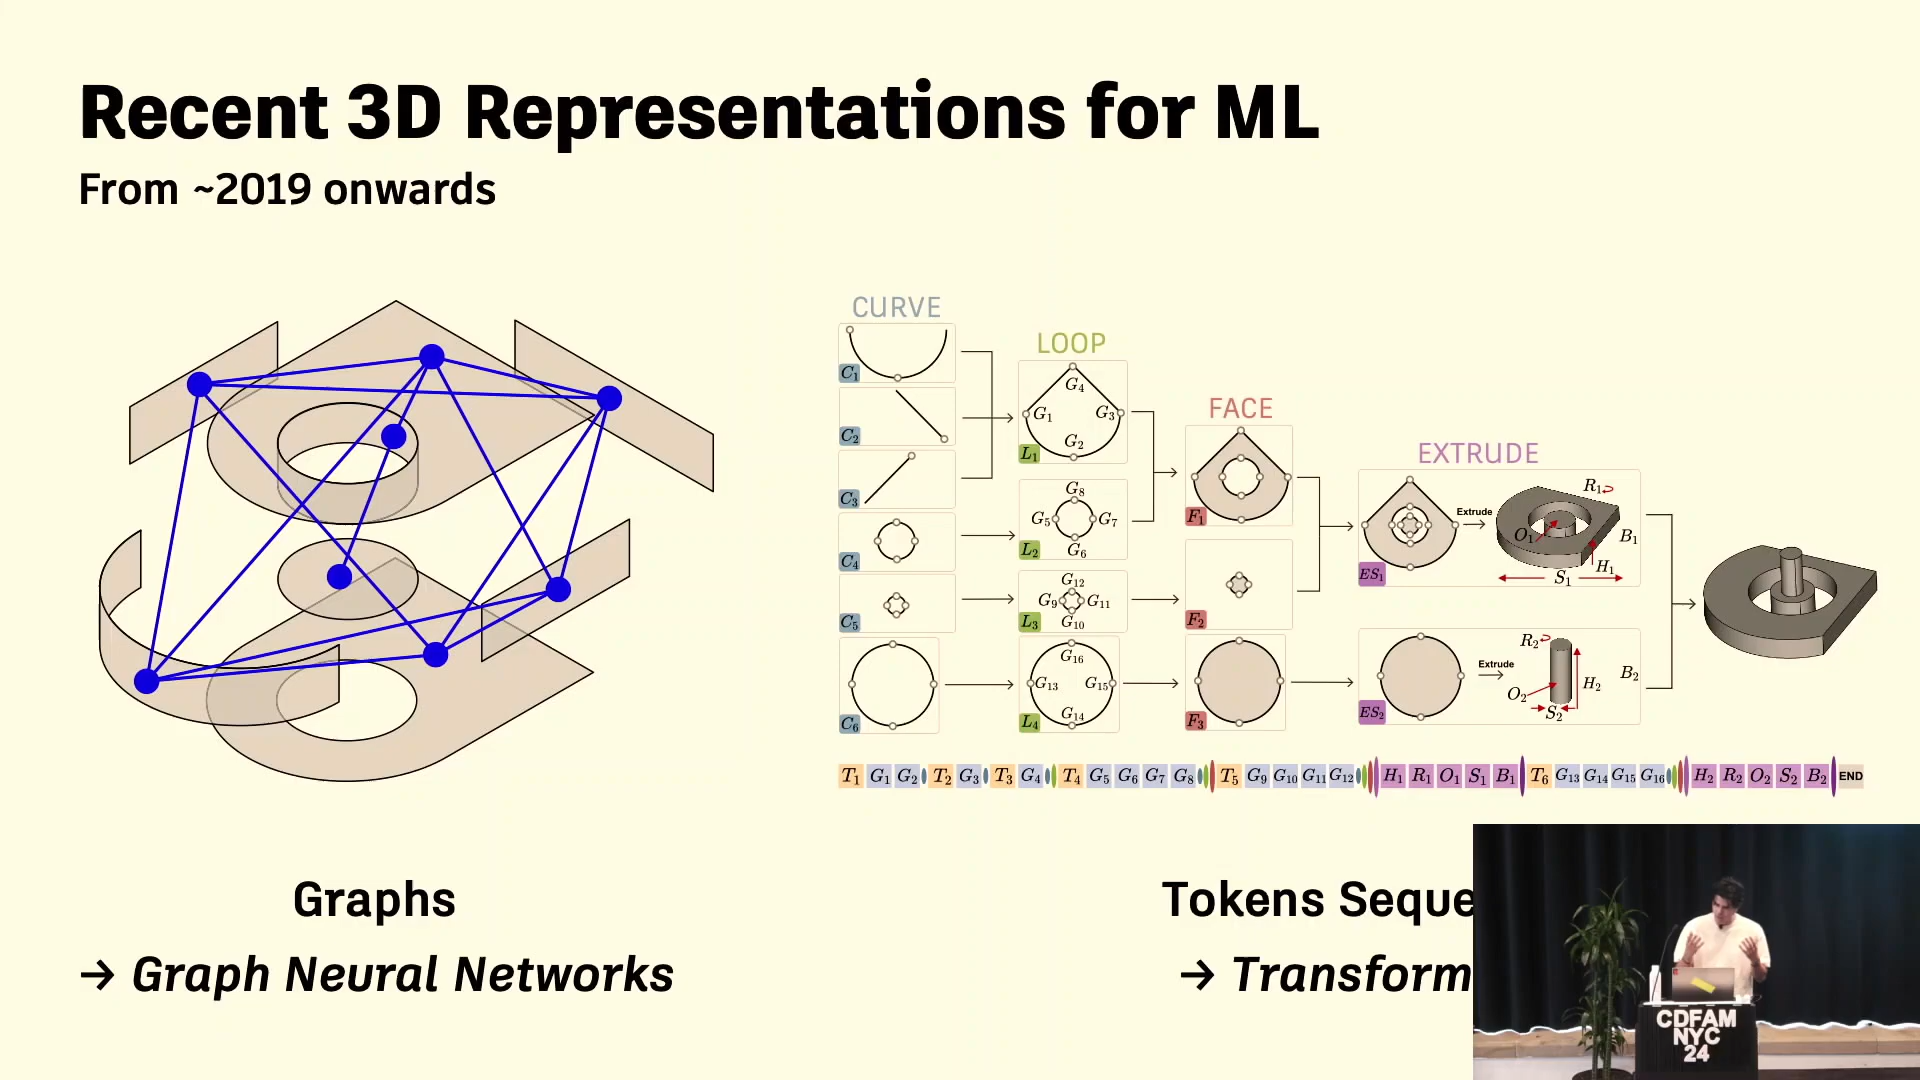 Recent 3D Representations for ML
From ~2019 onwards
CURVE
LOOP
FACE
EXTRUDE
C1
C2
C3
C4
C5
C6
G4
G1 G3
G2
L1
G8
G5 G7
G6
L2
G12
G9 G11
G10
L3
G16
G13 G15
G14
L4
F1
F2
F3
Extrude
R1
O1
B1
H1
S1
ES1
Extrude
R2
B2
H2
O2
S2
ES2
T1 G1 G2 T2 G3 T3 G4 T4 G5 G6 G7 G8 T5 G9 G10 G11 G12 H1 R1 O1 S1 B1 T6 G13 G14 G15 G16 H2 R2 O2 S2 B2 END
Graphs
→ Graph Neural Networks
Tokens Seque
→ Transform
CDFAM
NYC
24